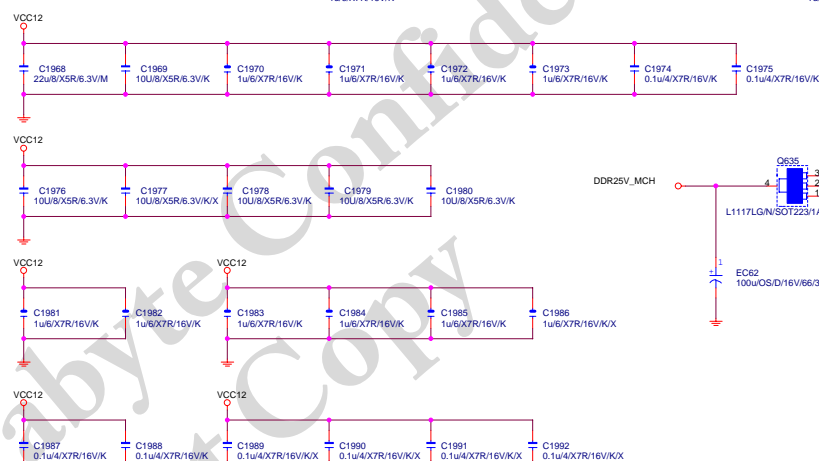 VCC12
C1968
22u/8/X5R/6.3V/M
C1969
10U/8/X5R/6.3V/K
C1970
1u/6/X7R/16V/K
C1971
1u/6/X7R/16V/K
C1972
1u/6/X7R/16V/K
C1973
1u/6/X7R/16V/K
C1974
0.1u/4/X7R/16V/K
C1975
0.1u/4/X7R/16V/K
VCC12
C1976
10U/8/X5R/6.3V/K
C1977
10U/8/X5R/6.3V/K/X
C1978
10U/8/X5R/6.3V/K
C1979
10U/8/X5R/6.3V/K
C1980
10U/8/X5R/6.3V/K
DDR25V_MCH
Q635
4
3
2
1
L1117LG/N/SOT223/1A
1
+
EC62
100u/OS/D/16V/66/3
VCC12
C1981
1u/6/X7R/16V/K
C1982
1u/6/X7R/16V/K
VCC12
C1983
1u/6/X7R/16V/K
C1984
1u/6/X7R/16V/K
C1985
1u/6/X7R/16V/K
C1986
1u/6/X7R/16V/K/X
VCC12
C1987
0.1u/4/X7R/16V/K
C1988
0.1u/4/X7R/16V/K
VCC12
C1989
0.1u/4/X7R/16V/K/X
C1990
0.1u/4/X7R/16V/K/X
C1991
0.1u/4/X7R/16V/K/X
C1992
0.1u/4/X7R/16V/K/X
abyte Confide
t Copy